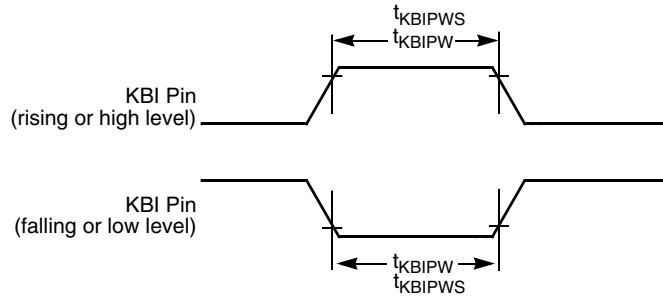 tKBIPWS
tKBIPW
KBI Pin
(rising or high level)
KBI Pin
(falling or low level)
tKBIPW
tKBIPWS